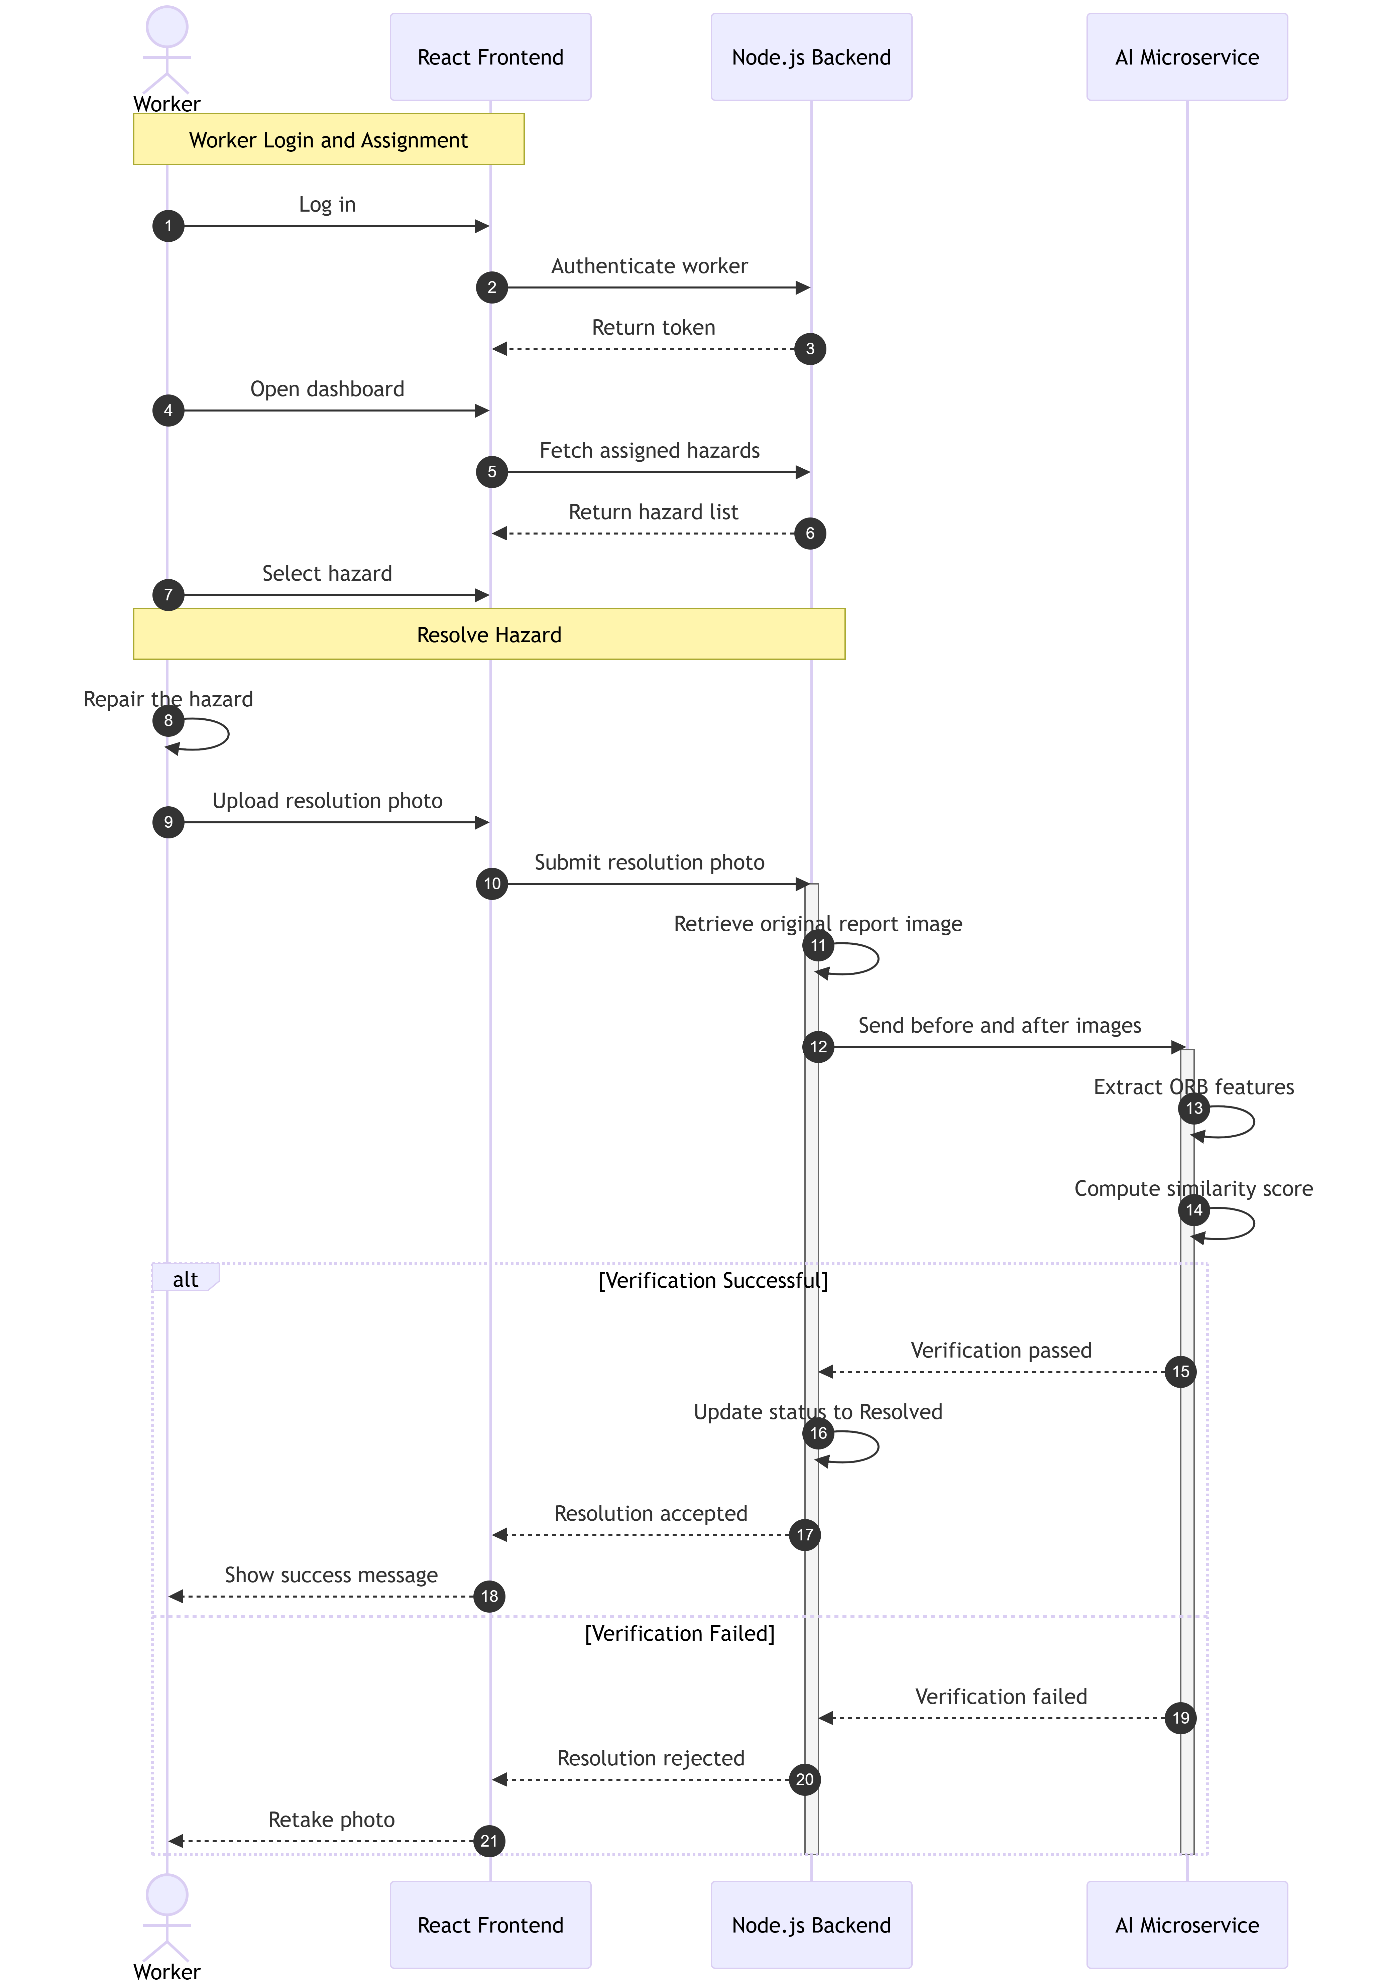 React Frontend
Node.js Backend
AI Microservice
Worker
Worker Login and Assignment
Log in
1
Authenticate worker
2
Return token
3
Open dashboard
4
Fetch assigned hazards
5
Return hazard list
6
Select hazard
7
Resolve Hazard
Repair the hazard
8
Upload resolution photo
9
Submit resolution photo
10
Retrieve original report image
11
Send before and after images
12
Extract ORB features
13
Compute similarity score
14
alt
[Verification Successful]
Verification passed
15
Update status to Resolved
16
Resolution accepted
17
Show success message
18
[Verification Failed]
Verification failed
19
Resolution rejected
20
Retake photo
21
React Frontend
Node.js Backend
AI Microservice
Worker